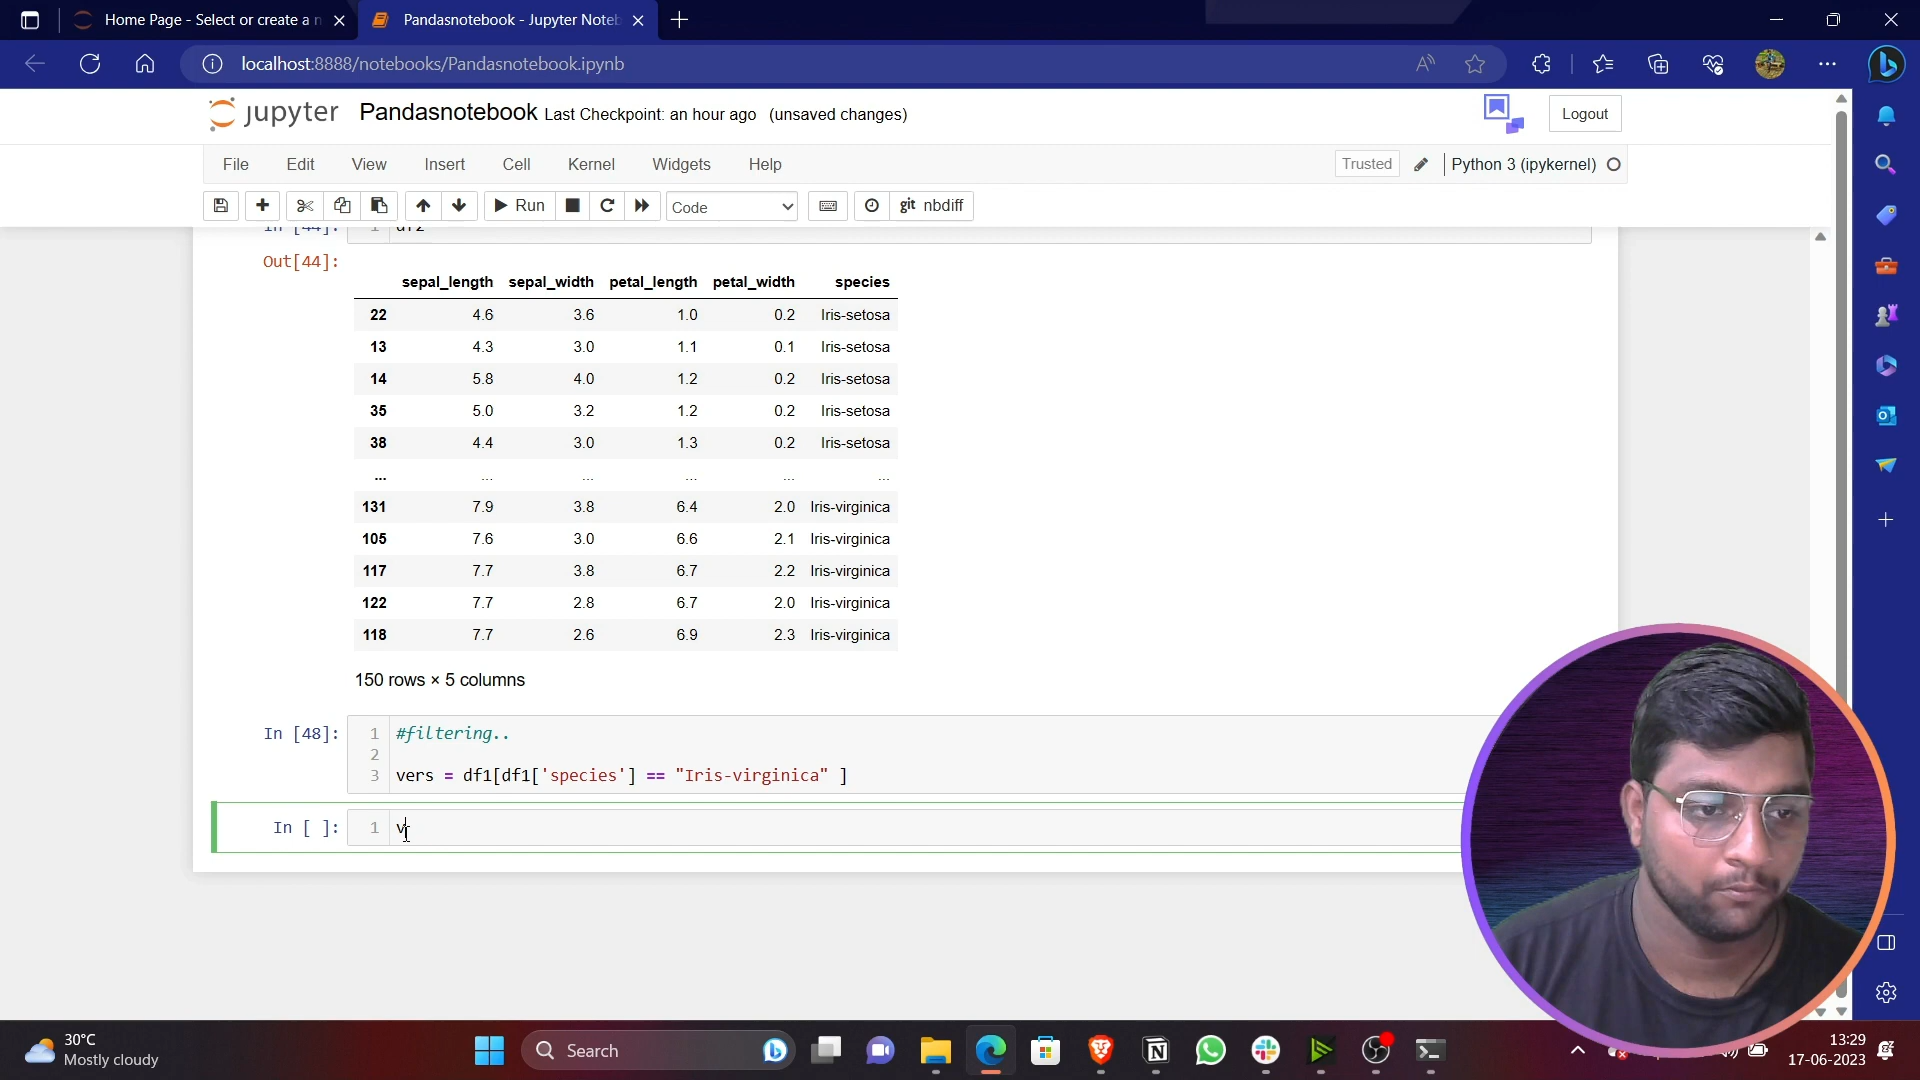 Home Page - Select or create a n
Pandasnotebook - Jupyter Noteb
localhost:8888/notebooks/Pandasnotebook.ipynb
jupyter Pandasnotebook Last Checkpoint: an hour ago (unsaved changes)
Logout
File Edit View Insert Cell Kernel Widgets Help
Trusted
Python 3 (ipykernel)
Run
Code
git nbdiff
In [44]: 1 df2
Out[44]:
sepal_length sepal_width petal_length petal_width species
22 4.6 3.6 1.0 0.2 Iris-setosa
13 4.3 3.0 1.1 0.1 Iris-setosa
14 5.8 4.0 1.2 0.2 Iris-setosa
35 5.0 3.2 1.2 0.2 Iris-setosa
38 4.4 3.0 1.3 0.2 Iris-setosa
... ... ... ... ... ...
131 7.9 3.8 6.4 2.0 Iris-virginica
105 7.6 3.0 6.6 2.1 Iris-virginica
117 7.7 3.8 6.7 2.2 Iris-virginica
122 7.7 2.8 6.7 2.0 Iris-virginica
118 7.7 2.6 6.9 2.3 Iris-virginica
150 rows × 5 columns
In [48]: 1 #filtering..
2
3 vers = df1[df1['species'] == "Iris-virginica" ]
In [ ]: 1 v
30°C
Mostly cloudy
Search
13:29
17-06-2023